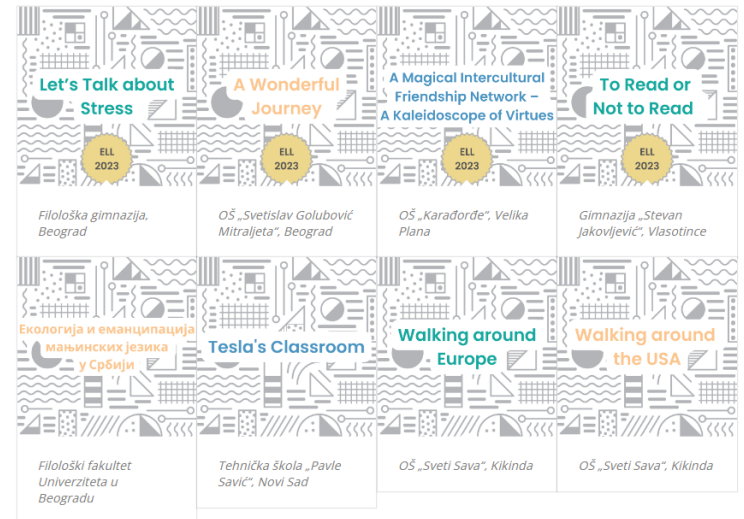 Let's Talk about
Stress
ELL
2023
Filološka gimnazija,
Beograd
A Wonderful
Journey
ELL
2023
OŠ „Svetislav Golubović
Mitraljeta“, Beograd
A Magical Intercultural
Friendship Network –
A Kaleidoscope of Virtues
OŠ „Karađorđe“, Velika
Plana
To Read or
Not to Read
ELL
2023
Gimnazija „Stevan
Jakovljević“, Vlasotince
Екологија и еманципација
мањинских језика
у Србији
Filološki fakultet
Univerziteta u
Beogradu
Tesla's Classroom
Tehnička škola „Pavle
Savić“, Novi Sad
Walking around
Europe
OŠ „Sveti Sava“, Kikinda
Walking around
the USA
OŠ „Sveti Sava“, Kikinda